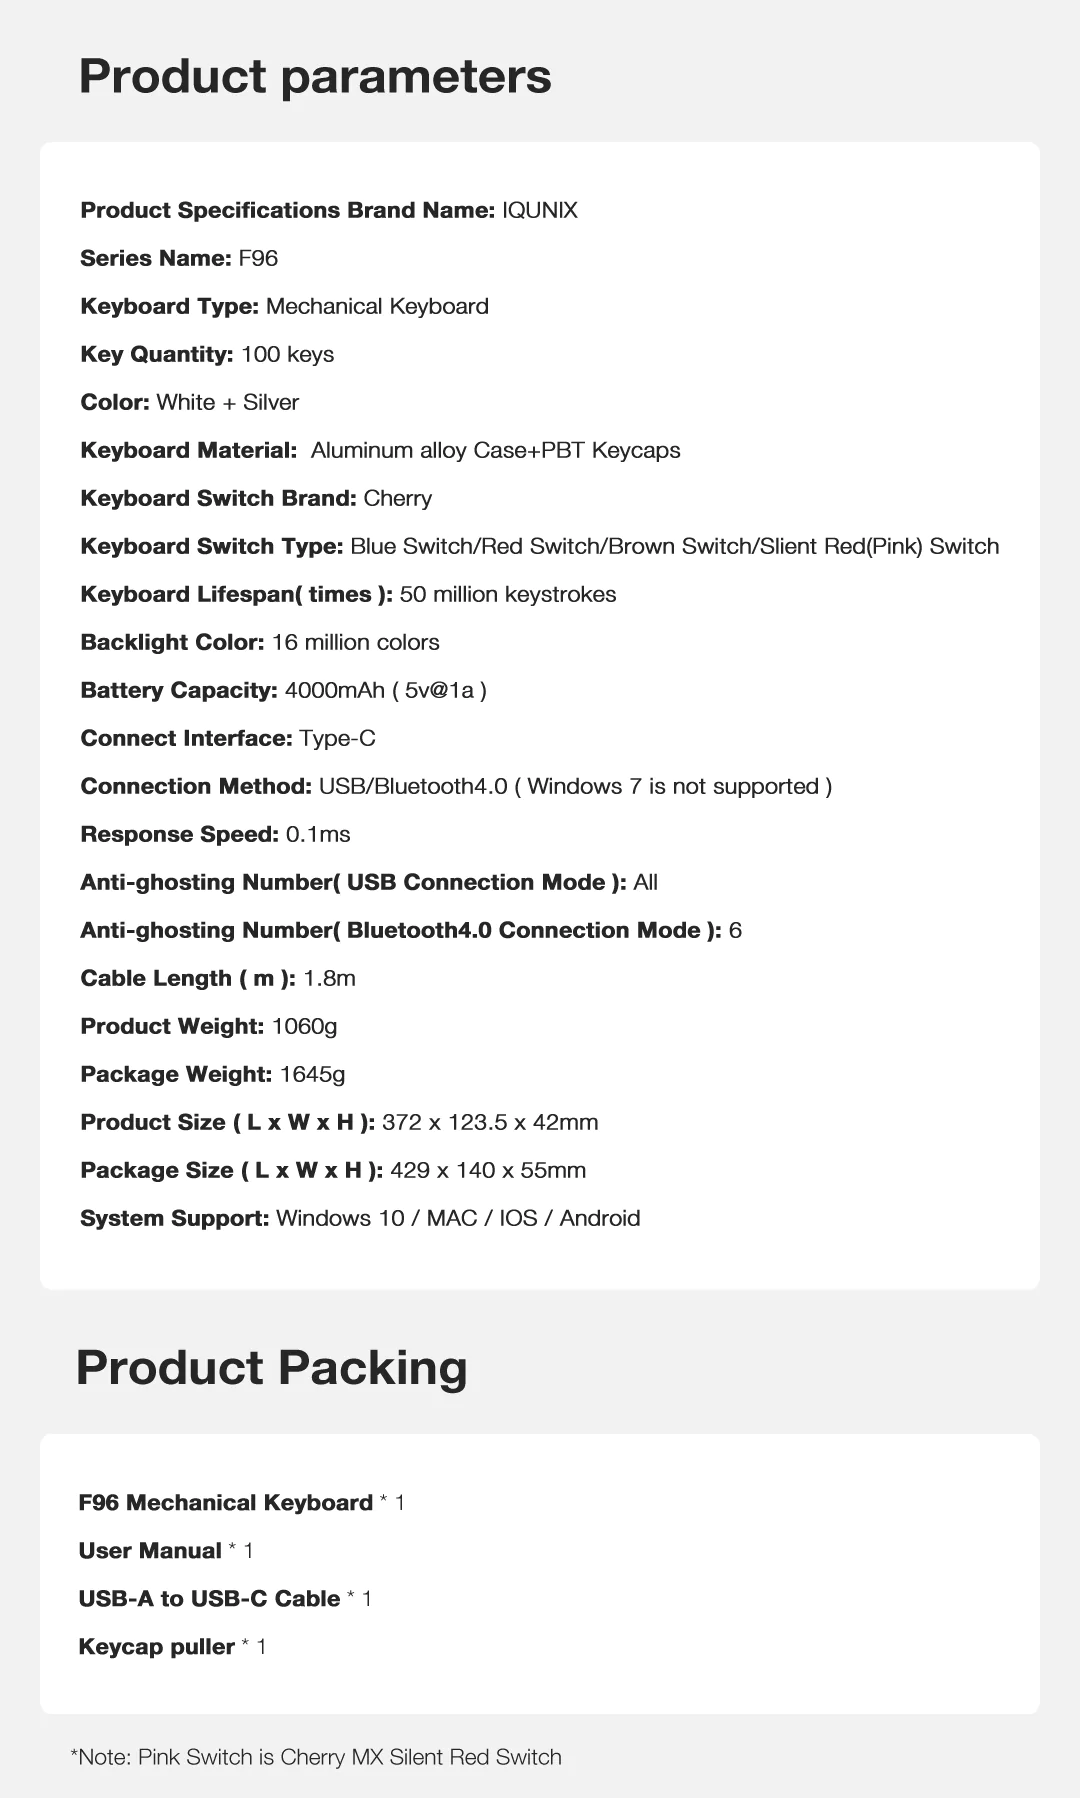 Product parameters
Product Specifications Brand Name: IQUNIX
Series Name: F96
Keyboard Type: Mechanical Keyboard
Key Quantity: 100 keys
Color: White + Silver
Keyboard Material:  Aluminum alloy Case+PBT Keycaps
Keyboard Switch Brand: Cherry
Keyboard Switch Type: Blue Switch/Red Switch/Brown Switch/Slient Red(Pink) Switch
Keyboard Lifespan( times ): 50 million keystrokes
Backlight Color: 16 million colors
Battery Capacity: 4000mAh ( 5v@1a )
Connect Interface: Type-C
Connection Method: USB/Bluetooth4.0 ( Windows 7 is not supported )
Response Speed: 0.1ms
Anti-ghosting Number( USB Connection Mode ): All
Anti-ghosting Number( Bluetooth4.0 Connection Mode ): 6
Cable Length ( m ): 1.8m
Product Weight: 1060g
Package Weight: 1645g
Product Size ( L x W x H ): 372 x 123.5 x 42mm
Package Size ( L x W x H ): 429 x 140 x 55mm
System Support: Windows 10 / MAC / IOS / Android
Product Packing
F96 Mechanical Keyboard * 1
User Manual * 1
USB-A to USB-C Cable * 1
Keycap puller * 1
*Note: Pink Switch is Cherry MX Silent Red Switch